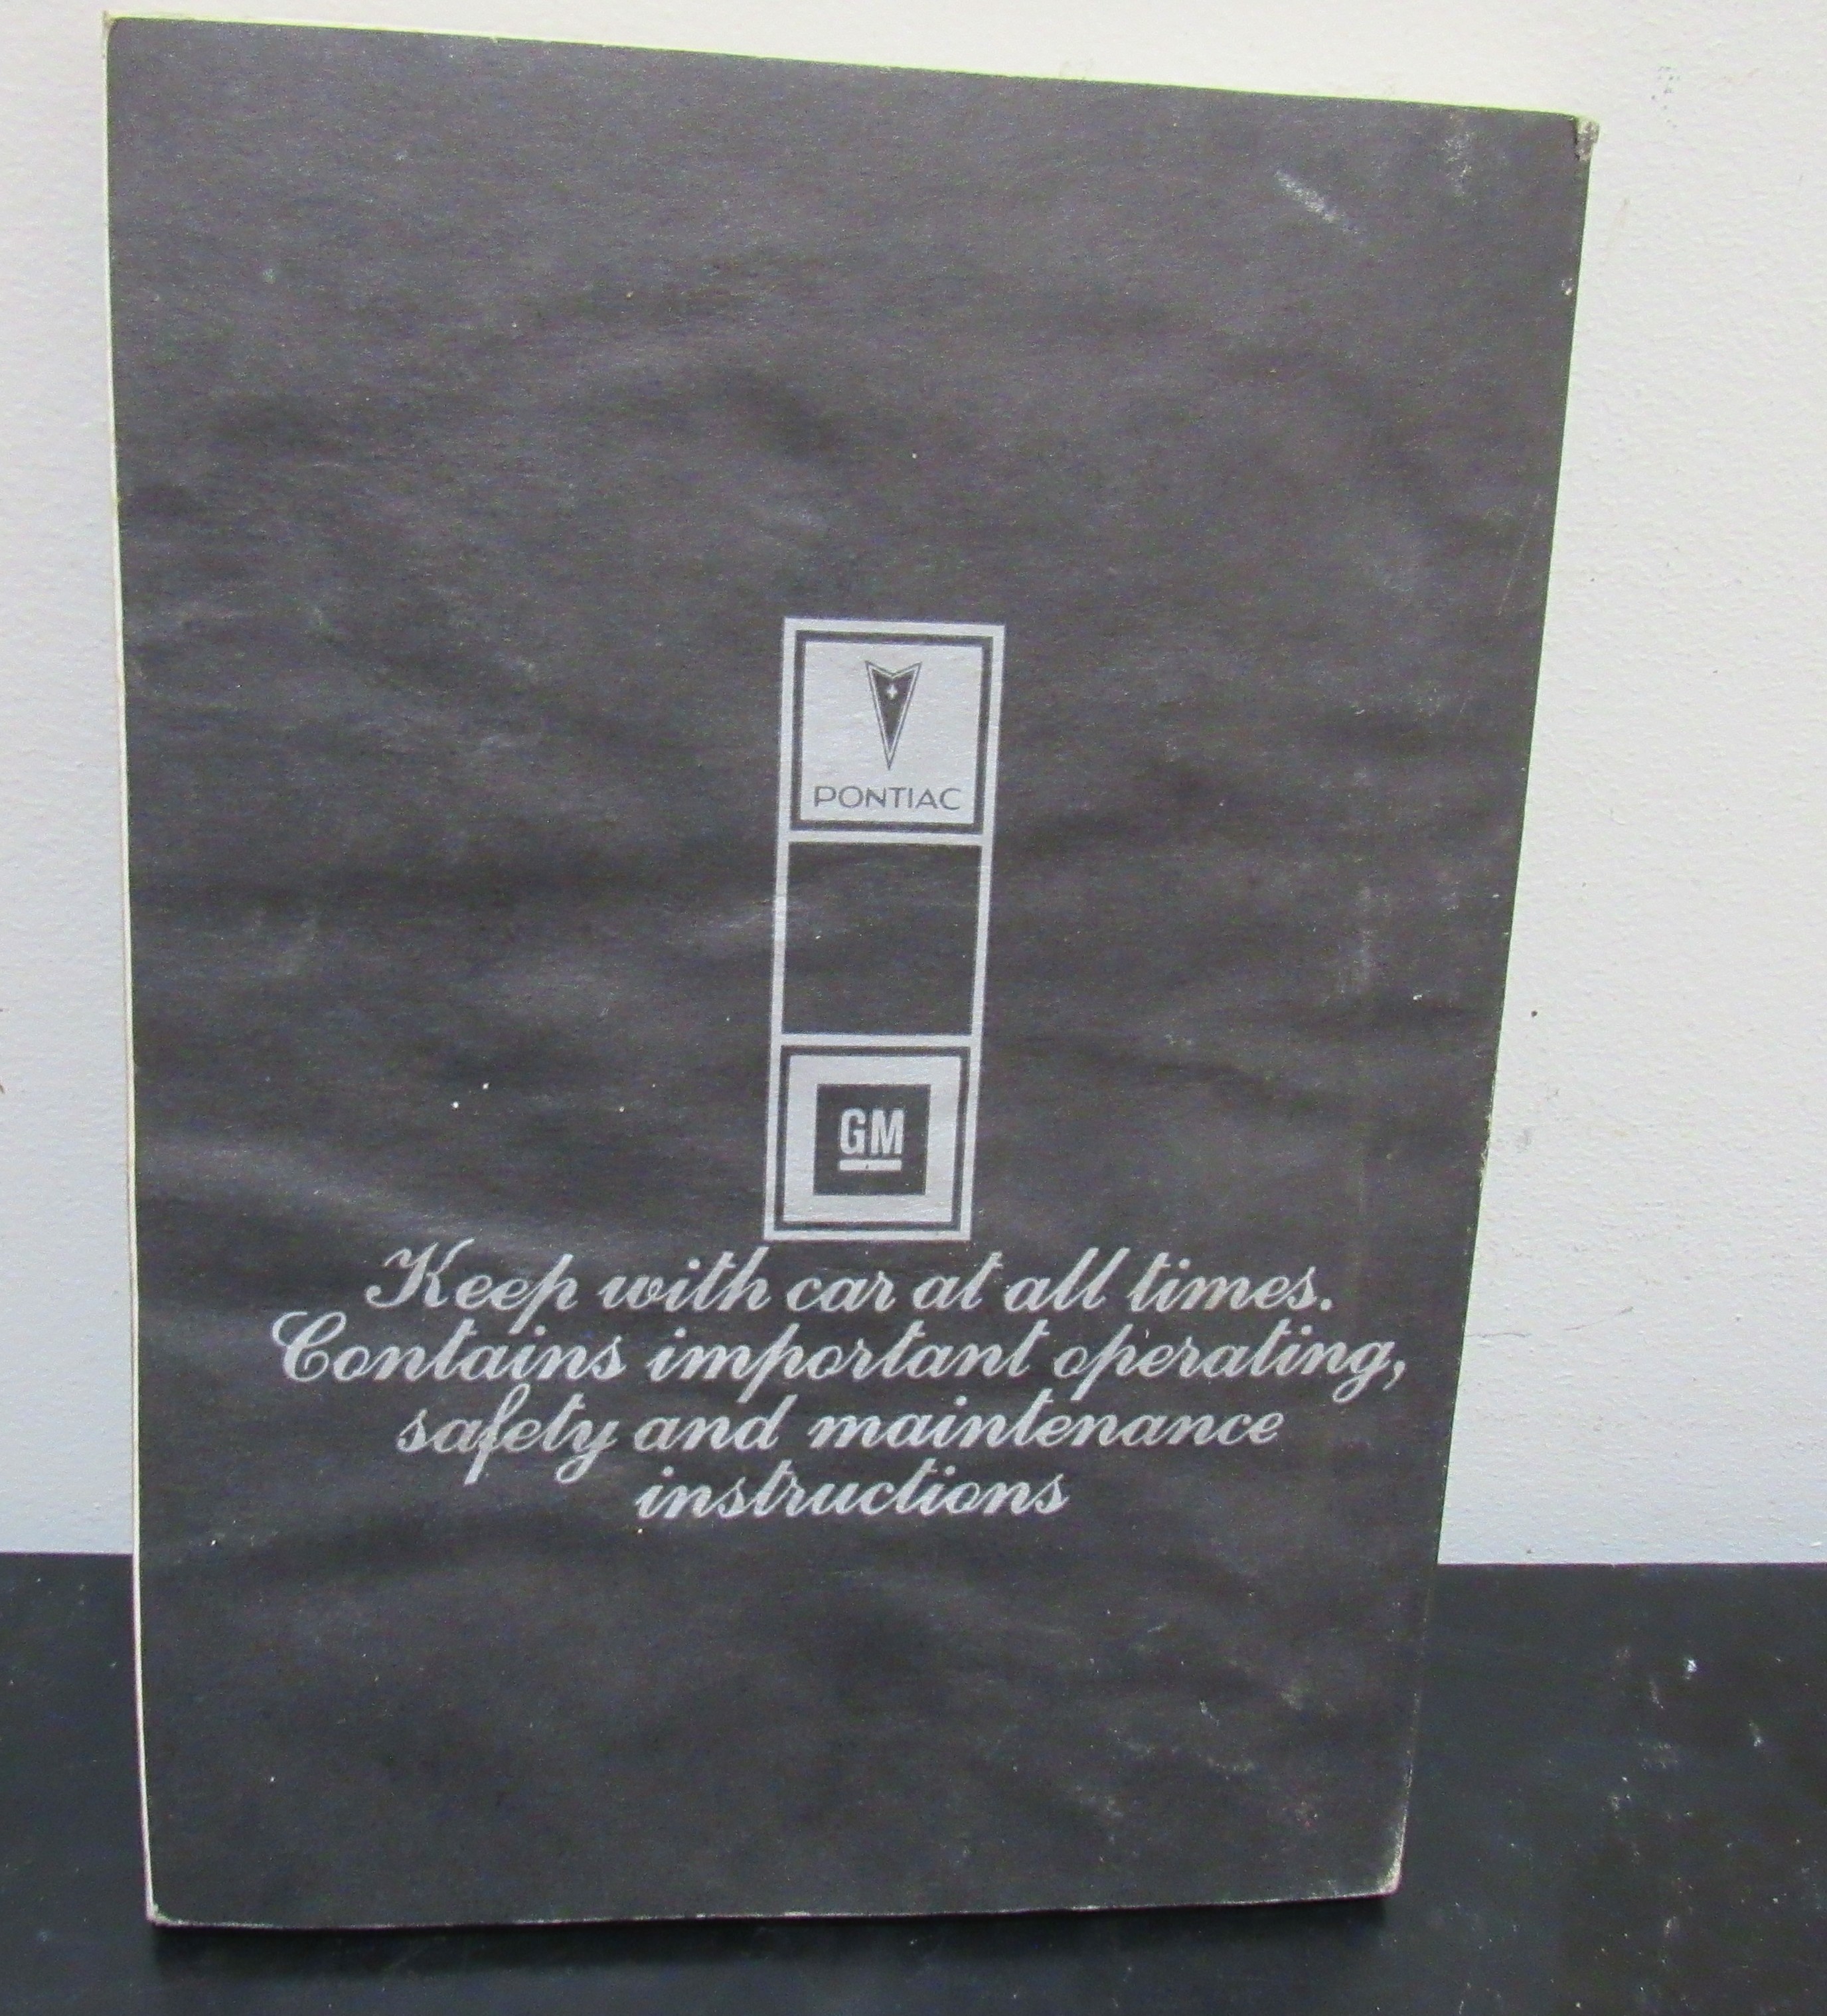 PONTIAC
GM
Keep with car at all times.
Contains important operating,
safety and maintenance
instructions